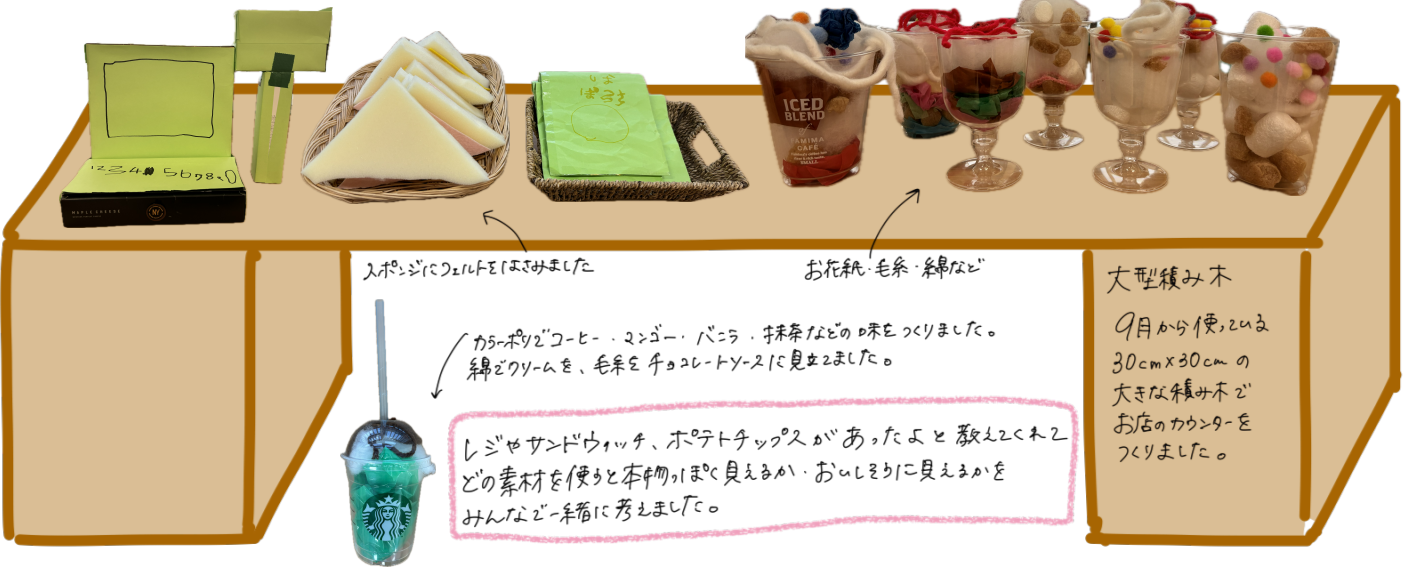 1234 567890
MAPLE CHEESE
NY
ICED
BLEND
FAMIMA
CAFÉ
スポンジにフェルトをはさみました
お花紙・毛糸・綿など
カラーポリでコーヒー・マンゴー・バニラ・抹茶などの味をつくりました。
綿でクリームを、毛糸をチョコレートソースに見立てました。
レジやサンドウィッチ、ポテトチップスがあったよと教えてくれて
どの素材を使うと本物っぽく見えるか・おいしそうに見えるかを
みんなで一緒に考えました。
大型積み木
9月から使っている
30cm×30cmの
大きな積み木で
お店のカウンターを
つくりました。